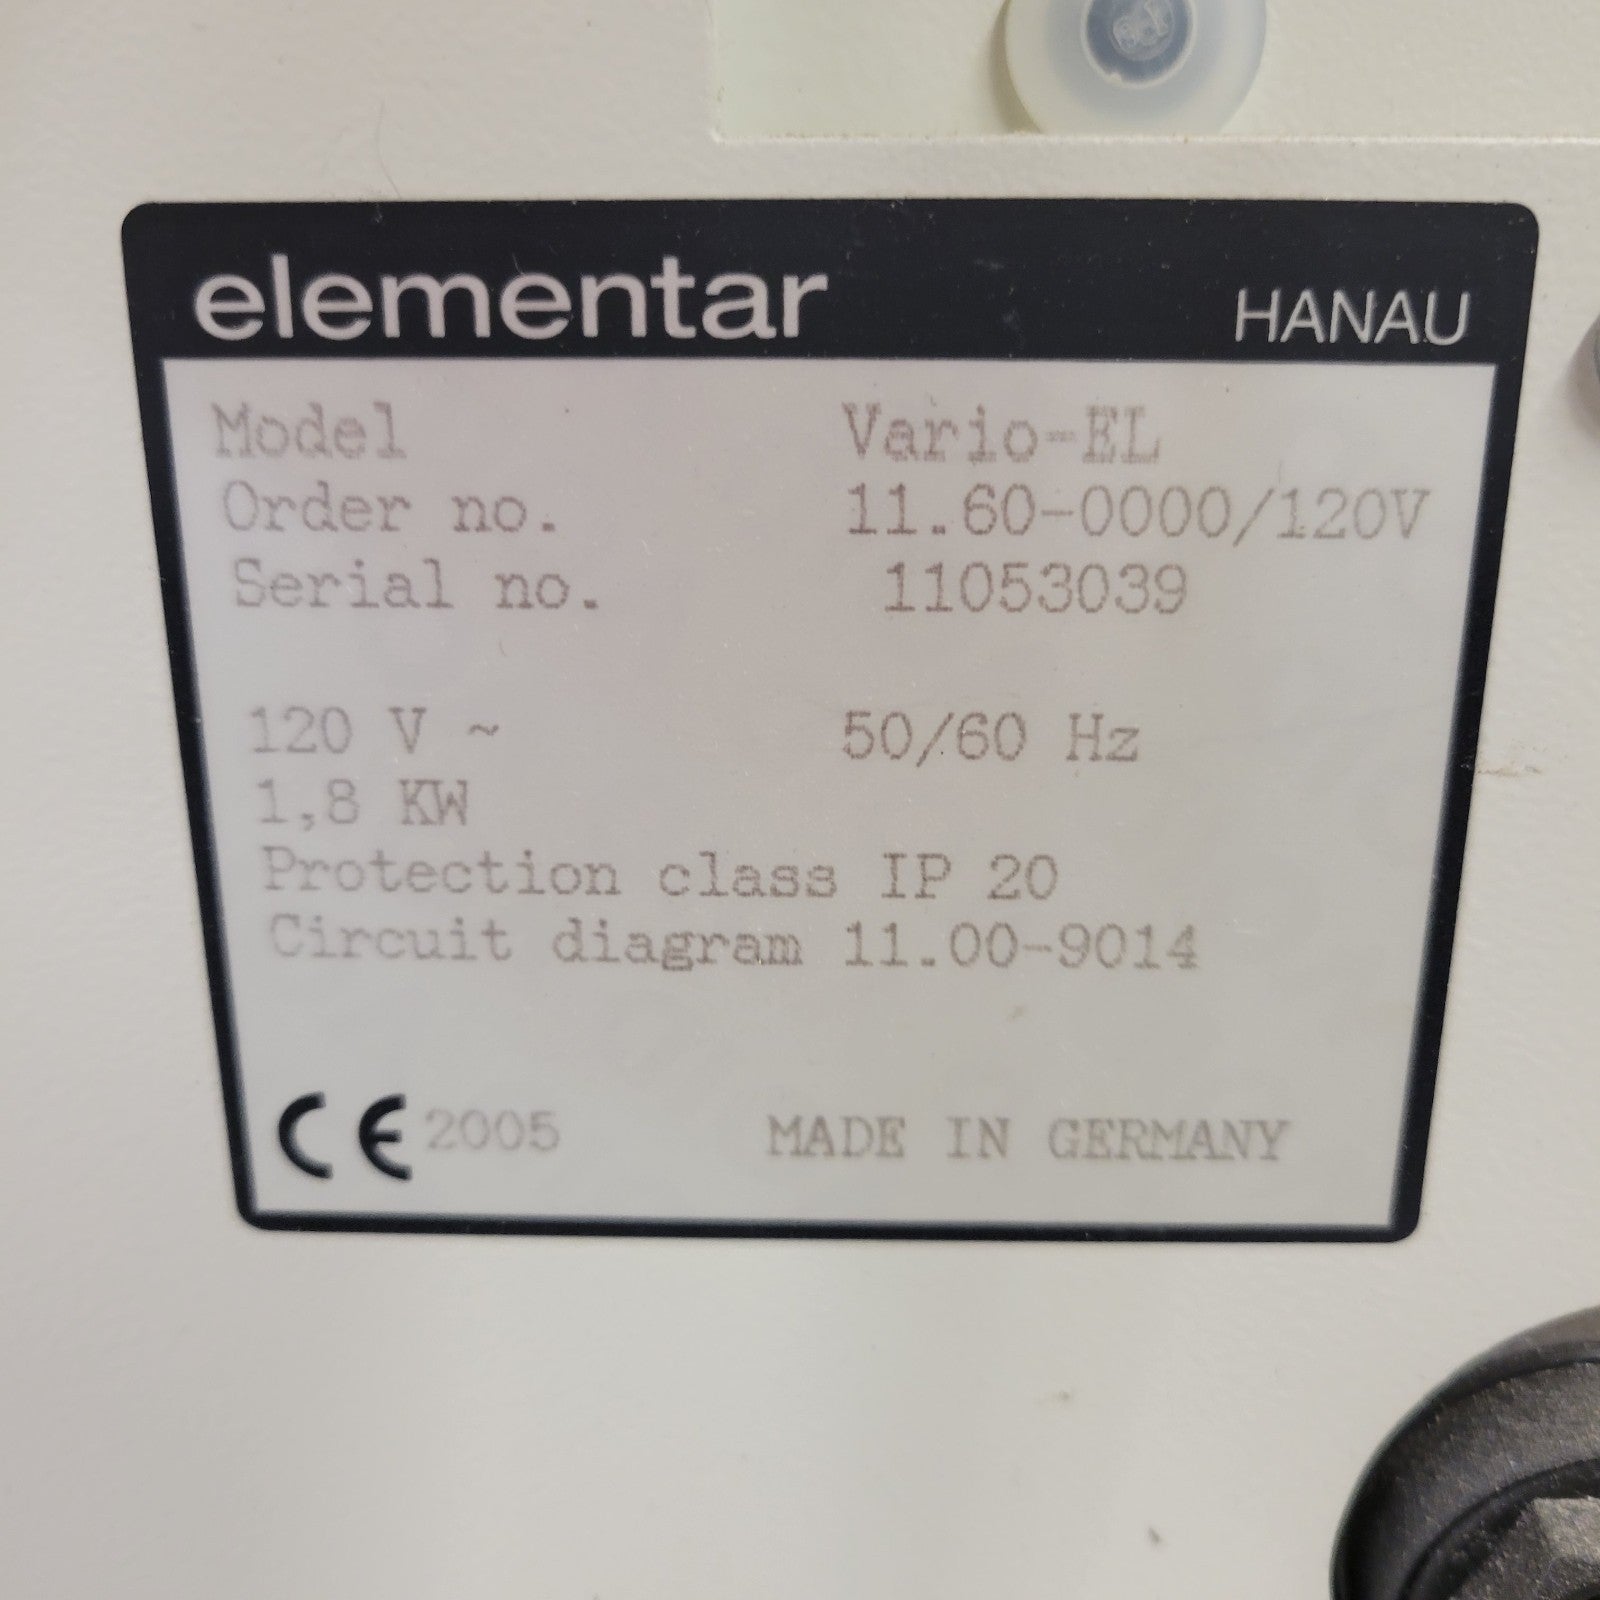 elementar HANAU
Model Vario-EL
Order no. 11.60-0000/120V
Serial no. 11053039
120 V ~ 50/60 Hz
1,8 KW
Protection class IP 20
Circuit diagram 11.00-9014
CE 2005 MADE IN GERMANY